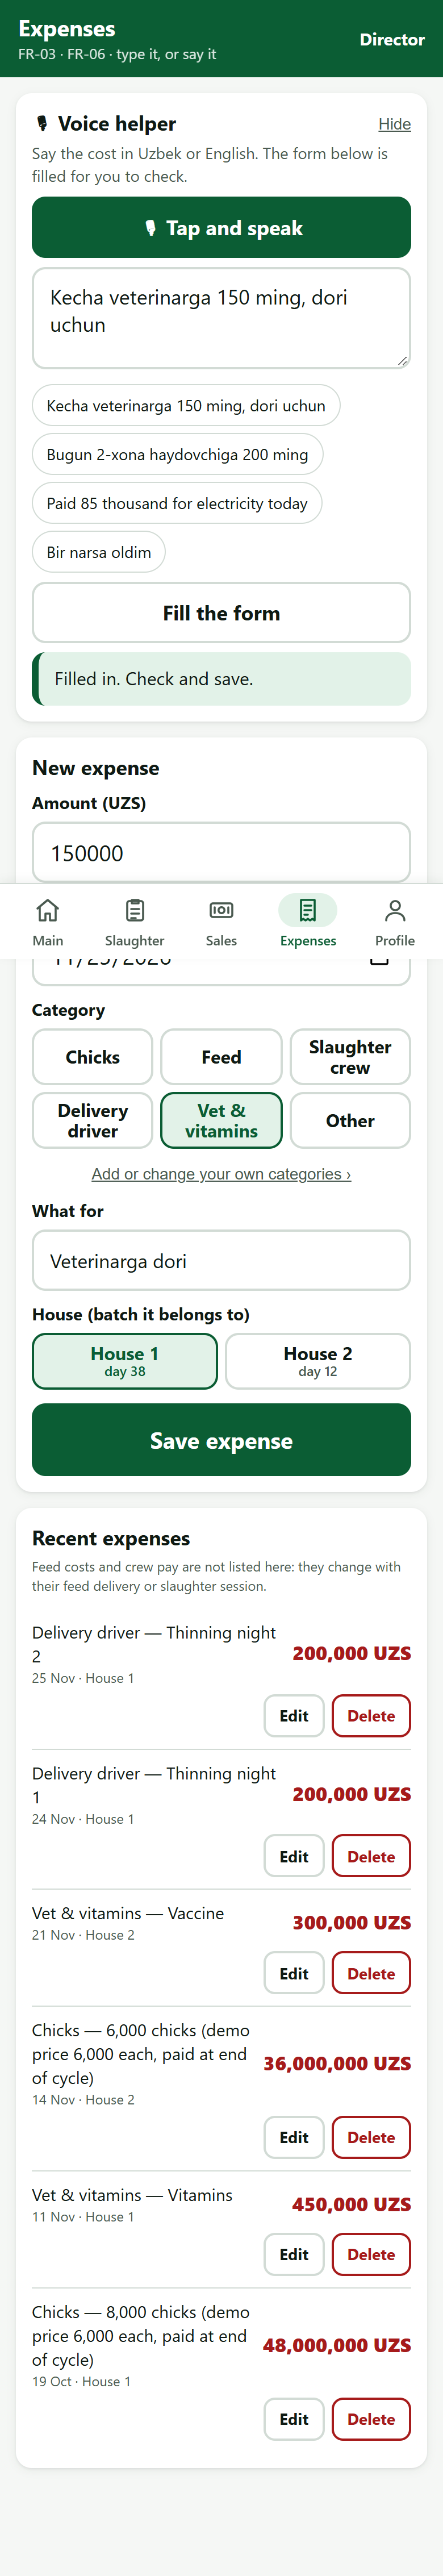 Expenses
FR-03 · FR-06 · type it, or say it
Director
Voice helper
Hide
Say the cost in Uzbek or English. The form below is
filled for you to check.
Tap and speak
Kecha veterinarga 150 ming, dori
uchun
Kecha veterinarga 150 ming, dori uchun
Bugun 2-xona haydovchiga 200 ming
Paid 85 thousand for electricity today
Bir narsa oldim
Fill the form
Filled in. Check and save.
New expense
Amount (UZS)
150000
Main
Slaughter
Sales
Expenses
Profile
Category
Chicks
Feed
Slaughter
crew
Delivery
driver
Vet &
vitamins
Other
Add or change your own categories ›
What for
Veterinarga dori
House (batch it belongs to)
House 1
day 38
House 2
day 12
Save expense
Recent expenses
Feed costs and crew pay are not listed here: they change with
their feed delivery or slaughter session.
Delivery driver — Thinning night
2
200,000 UZS
25 Nov · House 1
Edit
Delete
Delivery driver — Thinning night
1
200,000 UZS
24 Nov · House 1
Edit
Delete
Vet & vitamins — Vaccine
300,000 UZS
21 Nov · House 2
Edit
Delete
Chicks — 6,000 chicks (demo
price 6,000 each, paid at end
of cycle)
36,000,000 UZS
14 Nov · House 2
Edit
Delete
Vet & vitamins — Vitamins
450,000 UZS
11 Nov · House 1
Edit
Delete
Chicks — 8,000 chicks (demo
price 6,000 each, paid at end
of cycle)
48,000,000 UZS
19 Oct · House 1
Edit
Delete